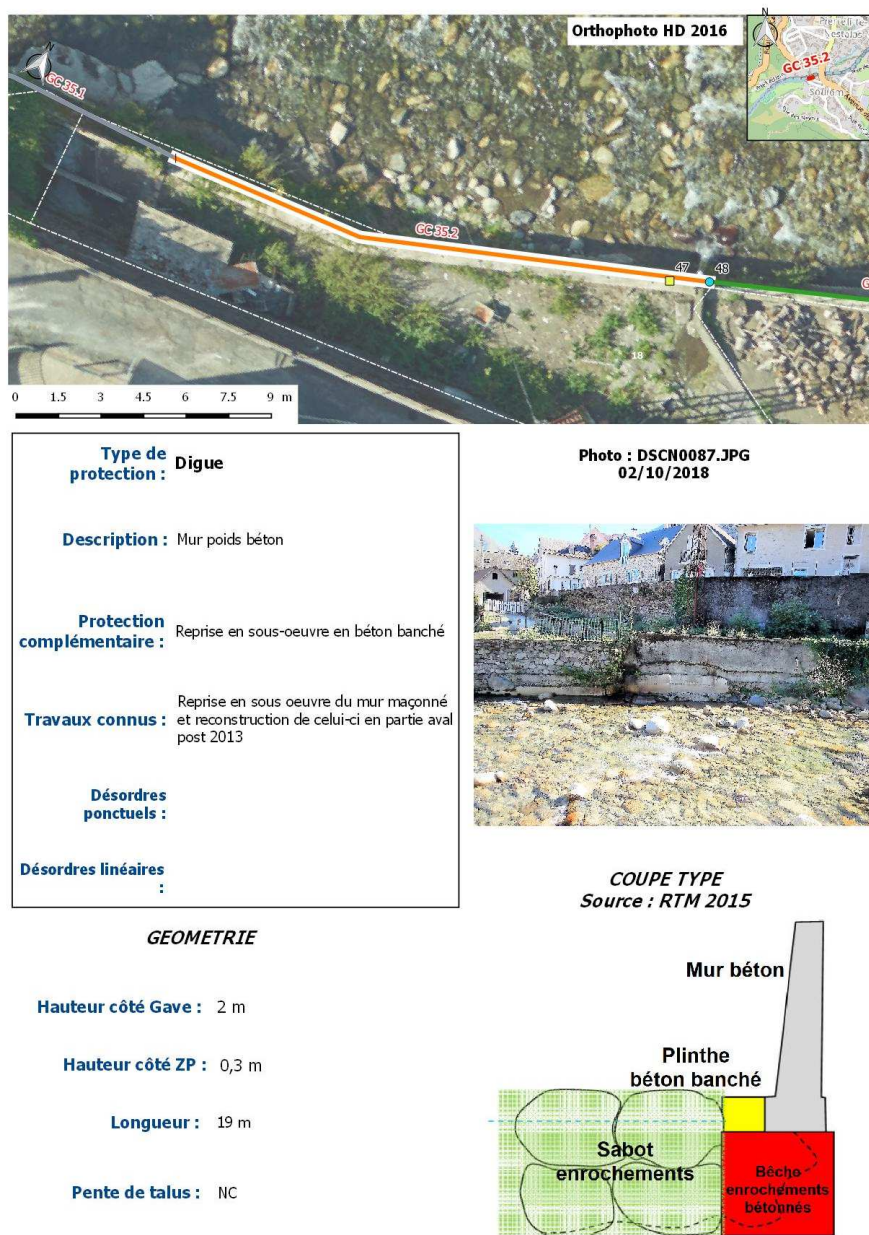 Orthophoto HD 2016
N
N
GC 35.1
GC 35.2
GC 35.2
Soulom
47
48
18
0 1.5 3 4.5 6 7.5 9 m
Type de
protection : Digue
Description : Mur poids béton
Protection
complémentaire : Reprise en sous-oeuvre en béton banché
Travaux connus : Reprise en sous oeuvre du mur maçonné
et reconstruction de celui-ci en partie aval
post 2013
Désordres
ponctuels :
Désordres linéaires
:
Photo : DSCN0087.JPG
02/10/2018
GEOMETRIE
Hauteur côté Gave : 2 m
Hauteur côté ZP : 0,3 m
Longueur : 19 m
Pente de talus : NC
COUPE TYPE
Source : RTM 2015
Mur béton
Plinthe
béton banché
Sabot
enrochements
Bêche
enrochements
bétonnés